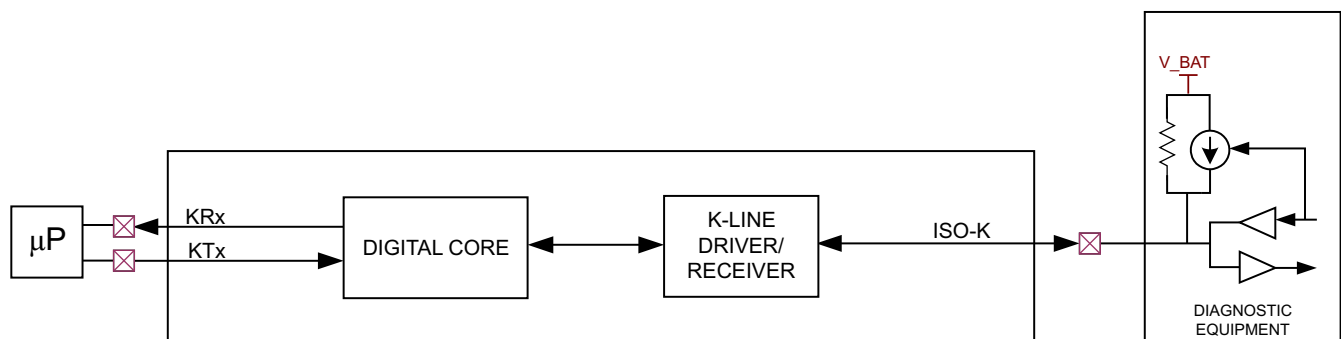 V_BAT
μP
KRx
KTx
DIGITAL CORE
K-LINE
DRIVER/
RECEIVER
ISO-K
DIAGNOSTIC
EQUIPMENT